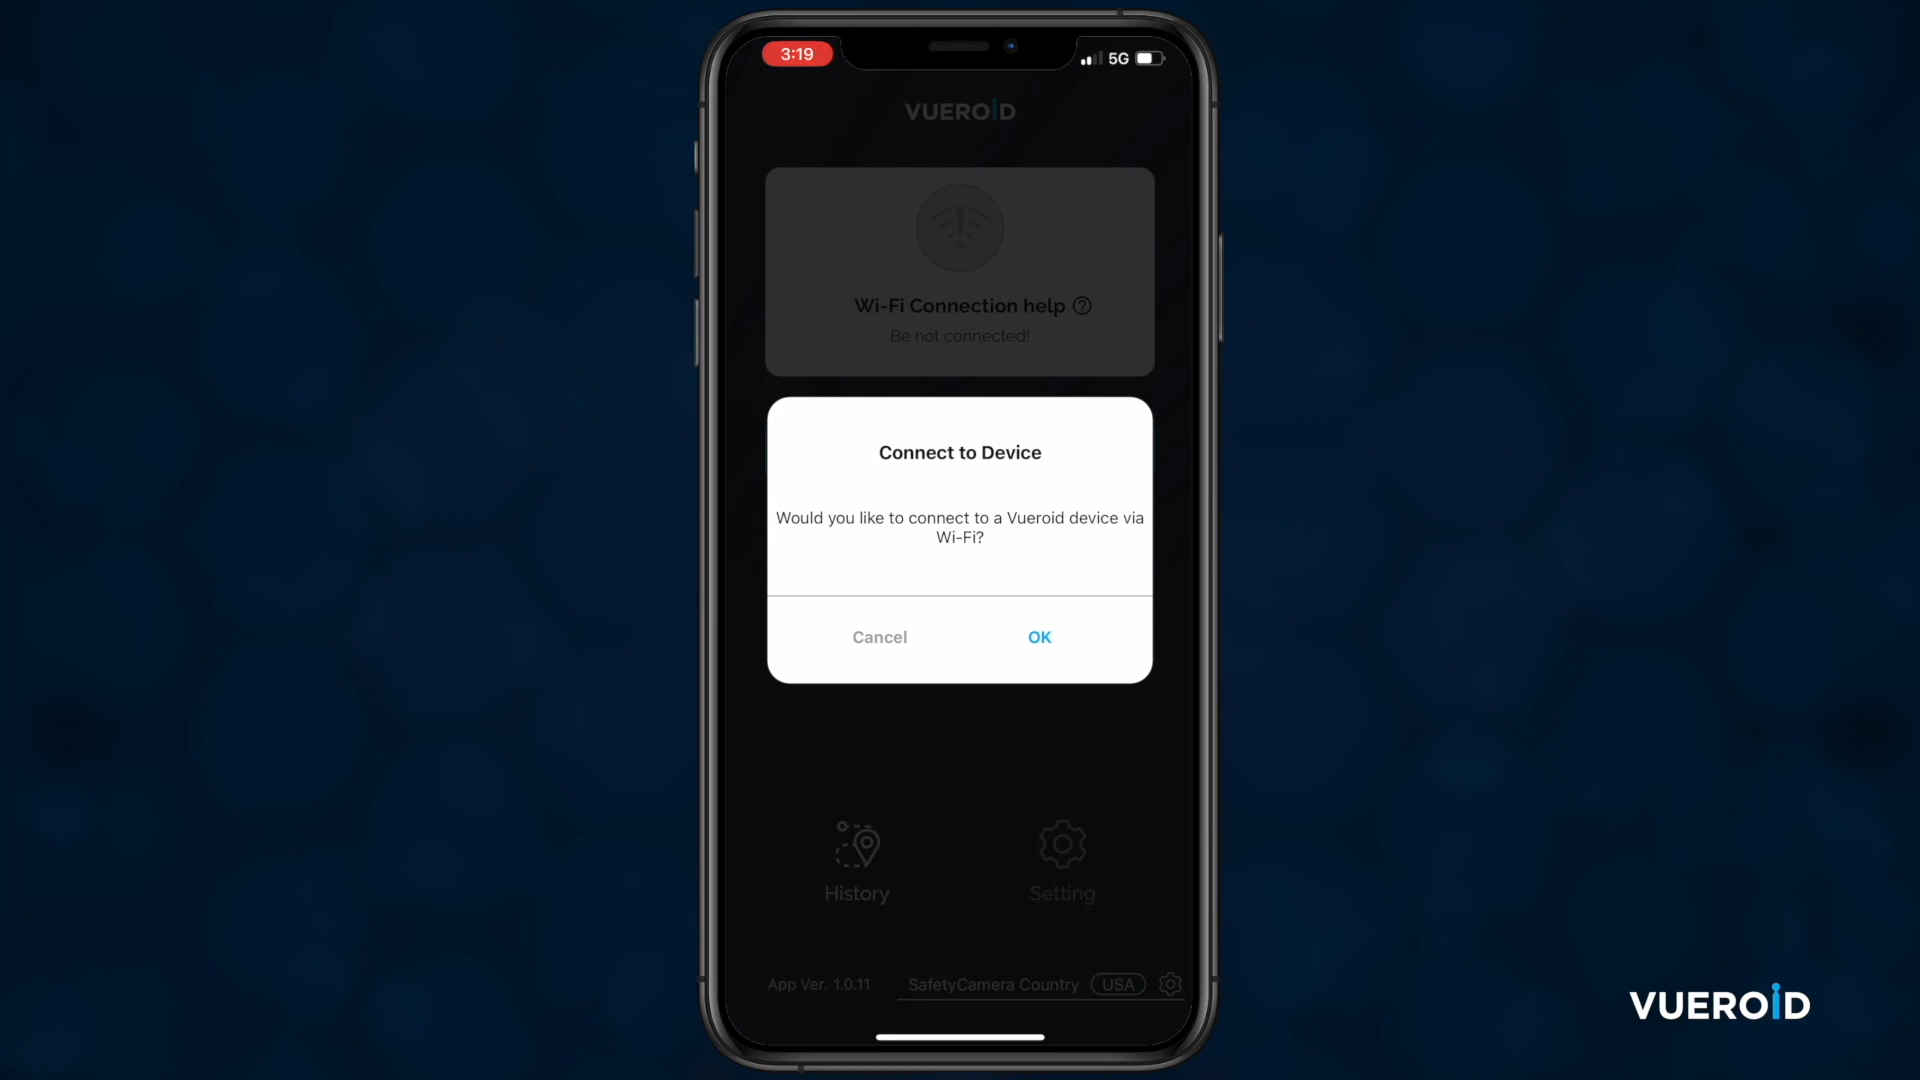 3:19
5G
VUEROiD
Wi-Fi Connection help ?
Be not connected!
Connect to Device
Would you like to connect to a Vueroid device via
Wi-Fi?
Cancel OK
History Setting
App Ver. 1.0.11 SafetyCamera Country USA
VUEROiD